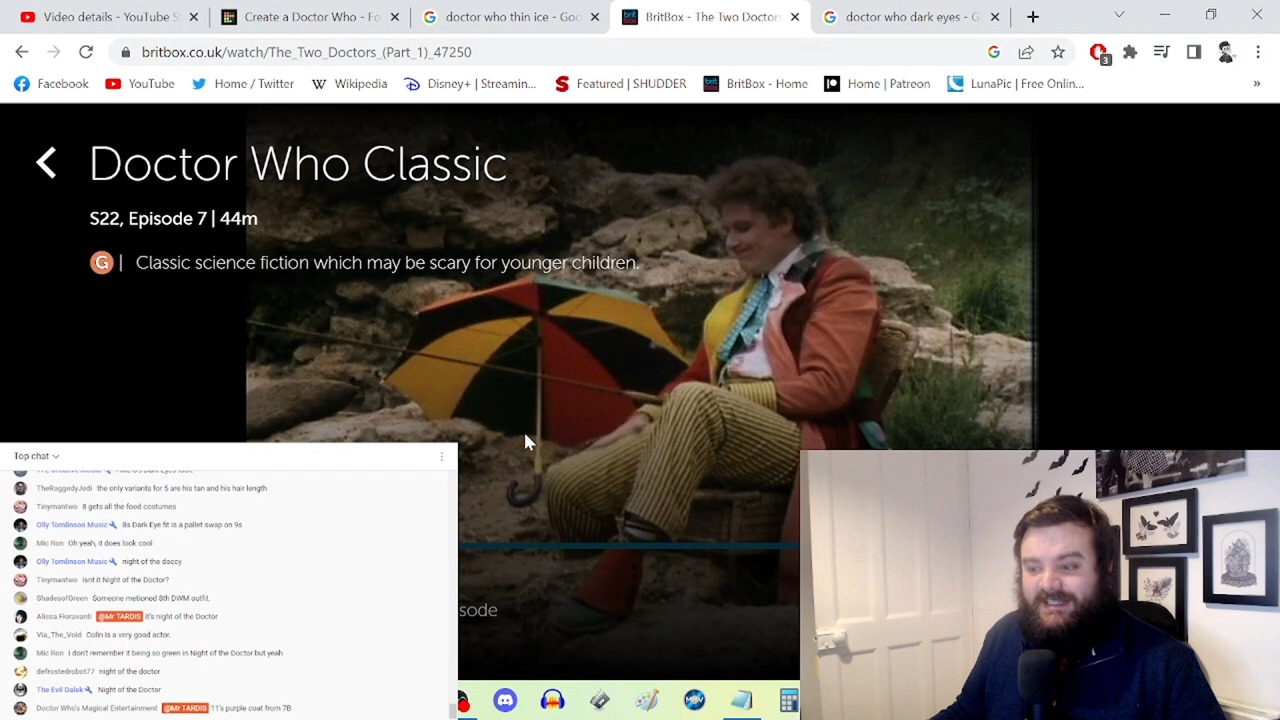 YouTube Video of S
Create a Doctor Who o
doctor who thin ice - Go
BritBox - The Two Doctor
doctor who dark eyes - G
britbox.co.uk/watch/The_Two_Doctors_(Part_1)_47250
3
Facebook
YouTube
Home / Twitter
Wikipedia
Disney+ | Streamin...
Featured | SHUDDER
BritBox - Home
Home | Patreon
LunaPic | Free Onlin...
»
Doctor Who Classic
S22, Episode 7 | 44m
G | Classic science fiction which may be scary for younger children.
sode
Top chat
TheRaggedyJedi the only variants for 5 are his tan and his hair length
Tinymantwo 8 gets all the food costumes
Olly Tomlinson Music 8s Dark Eye fit is a pallet swap on 9s
Mic Ron Oh yeah, it does look cool
Olly Tomlinson Music night of the doccy
Tinymantwo Isnt it Night of the Doctor?
ShadesofGreen Someone metioned 8th DWM outfit.
Alissa Fioravanti @Mr TARDIS it's night of the Doctor
Via_The_Void Colin is a very good actor.
Mic Ron I don't remember it being so green in Night of the Doctor but yeah
defrostedrobot77 night of the doctor
The Evil Dalek Night of the Doctor
Doctor Who's Magical Entertainment @Mr TARDIS 11's purple coat from 7B